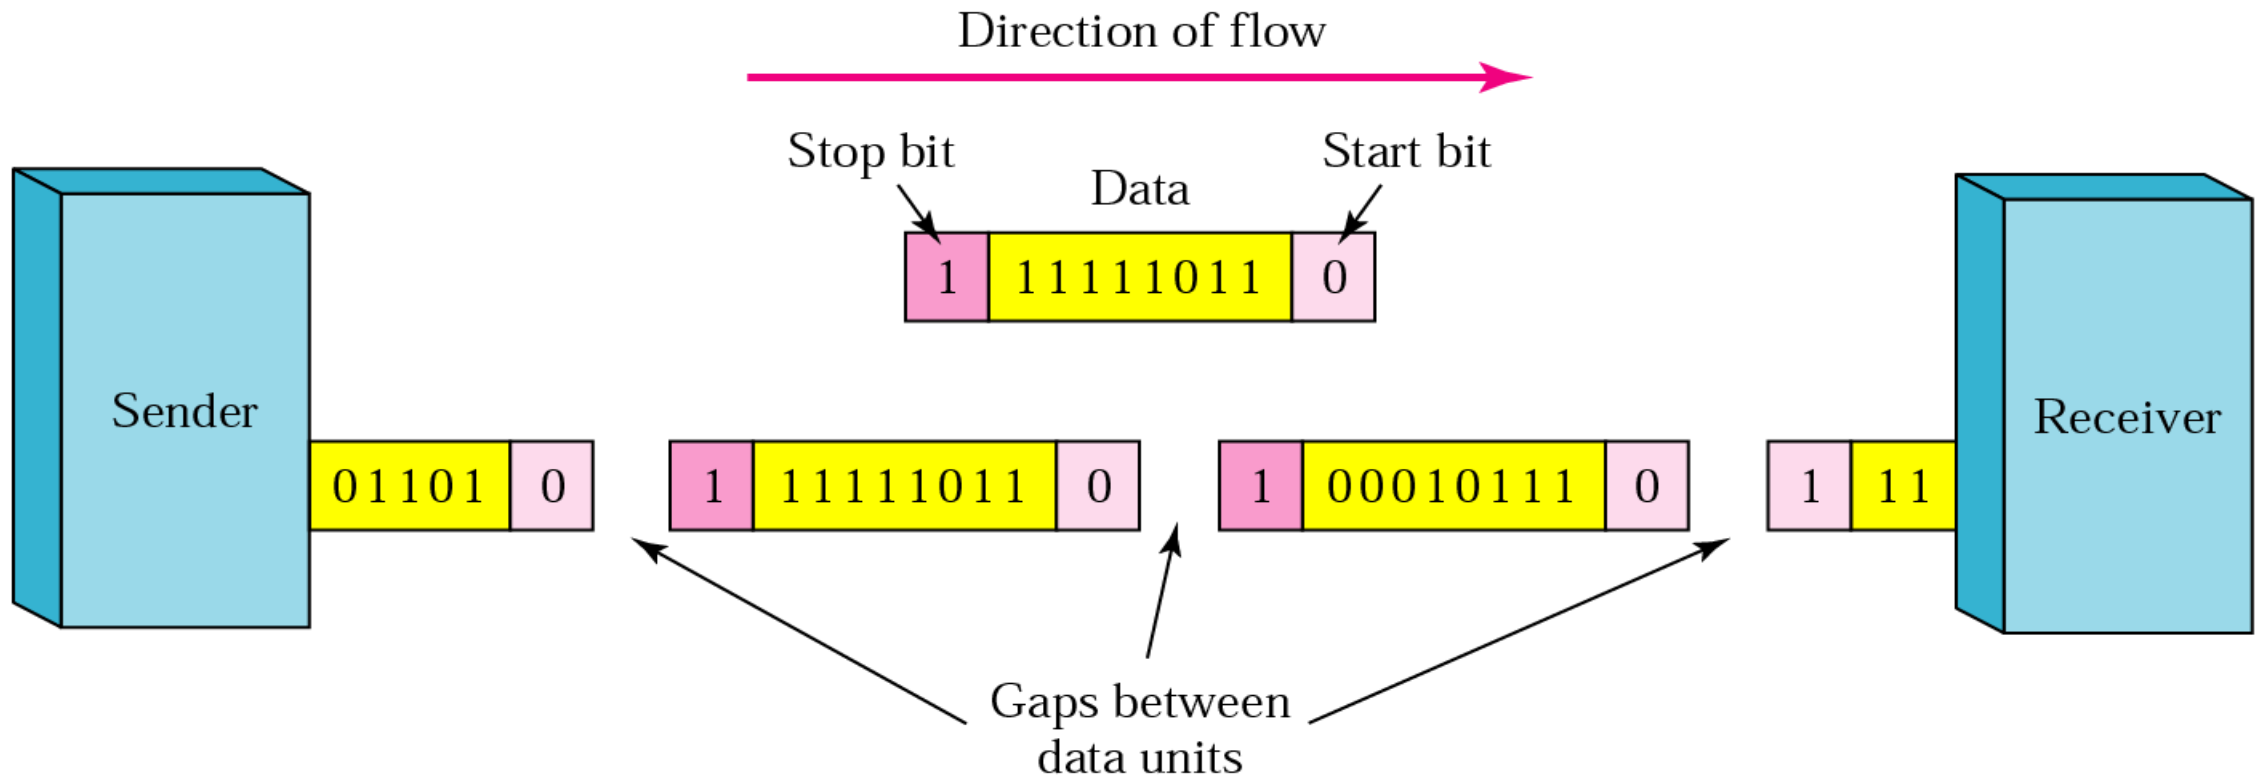 Direction of flow
Stop bit
Start bit
Data
1 11111011 0
Sender
Receiver
01101 0
1 11111011 0
1 00010111 0
1 11
Gaps between
data units